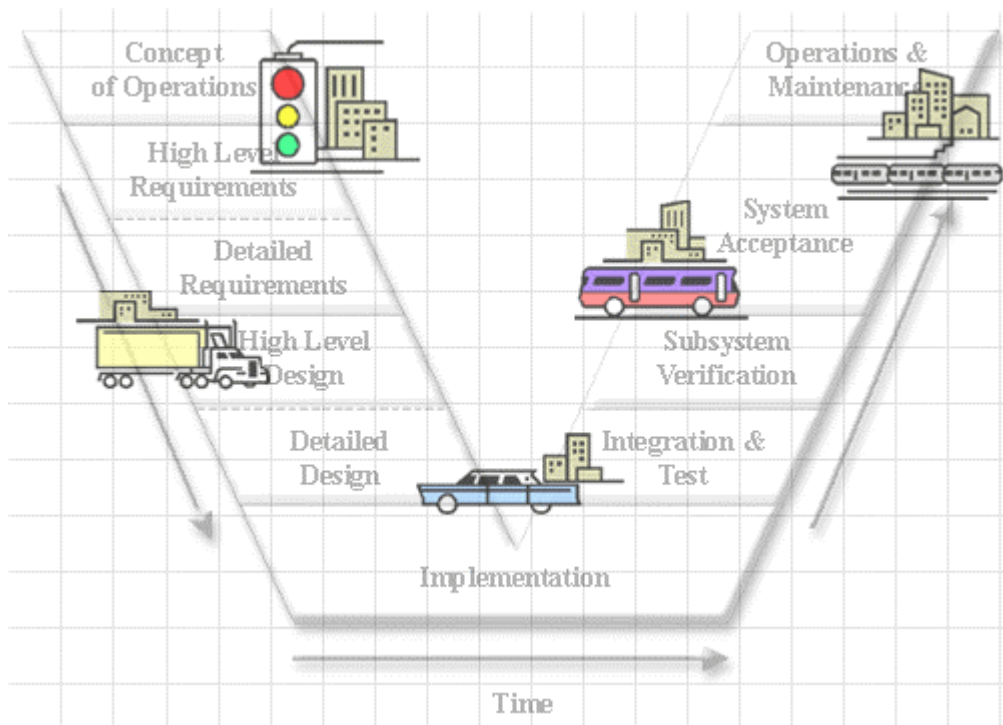 Concept
of Operations
High Level
Requirements
Detailed
Requirements
High Level
Design
Detailed
Design
Implementation
Integration &
Test
Subsystem
Verification
System
Acceptance
Operations &
Maintenance
Time